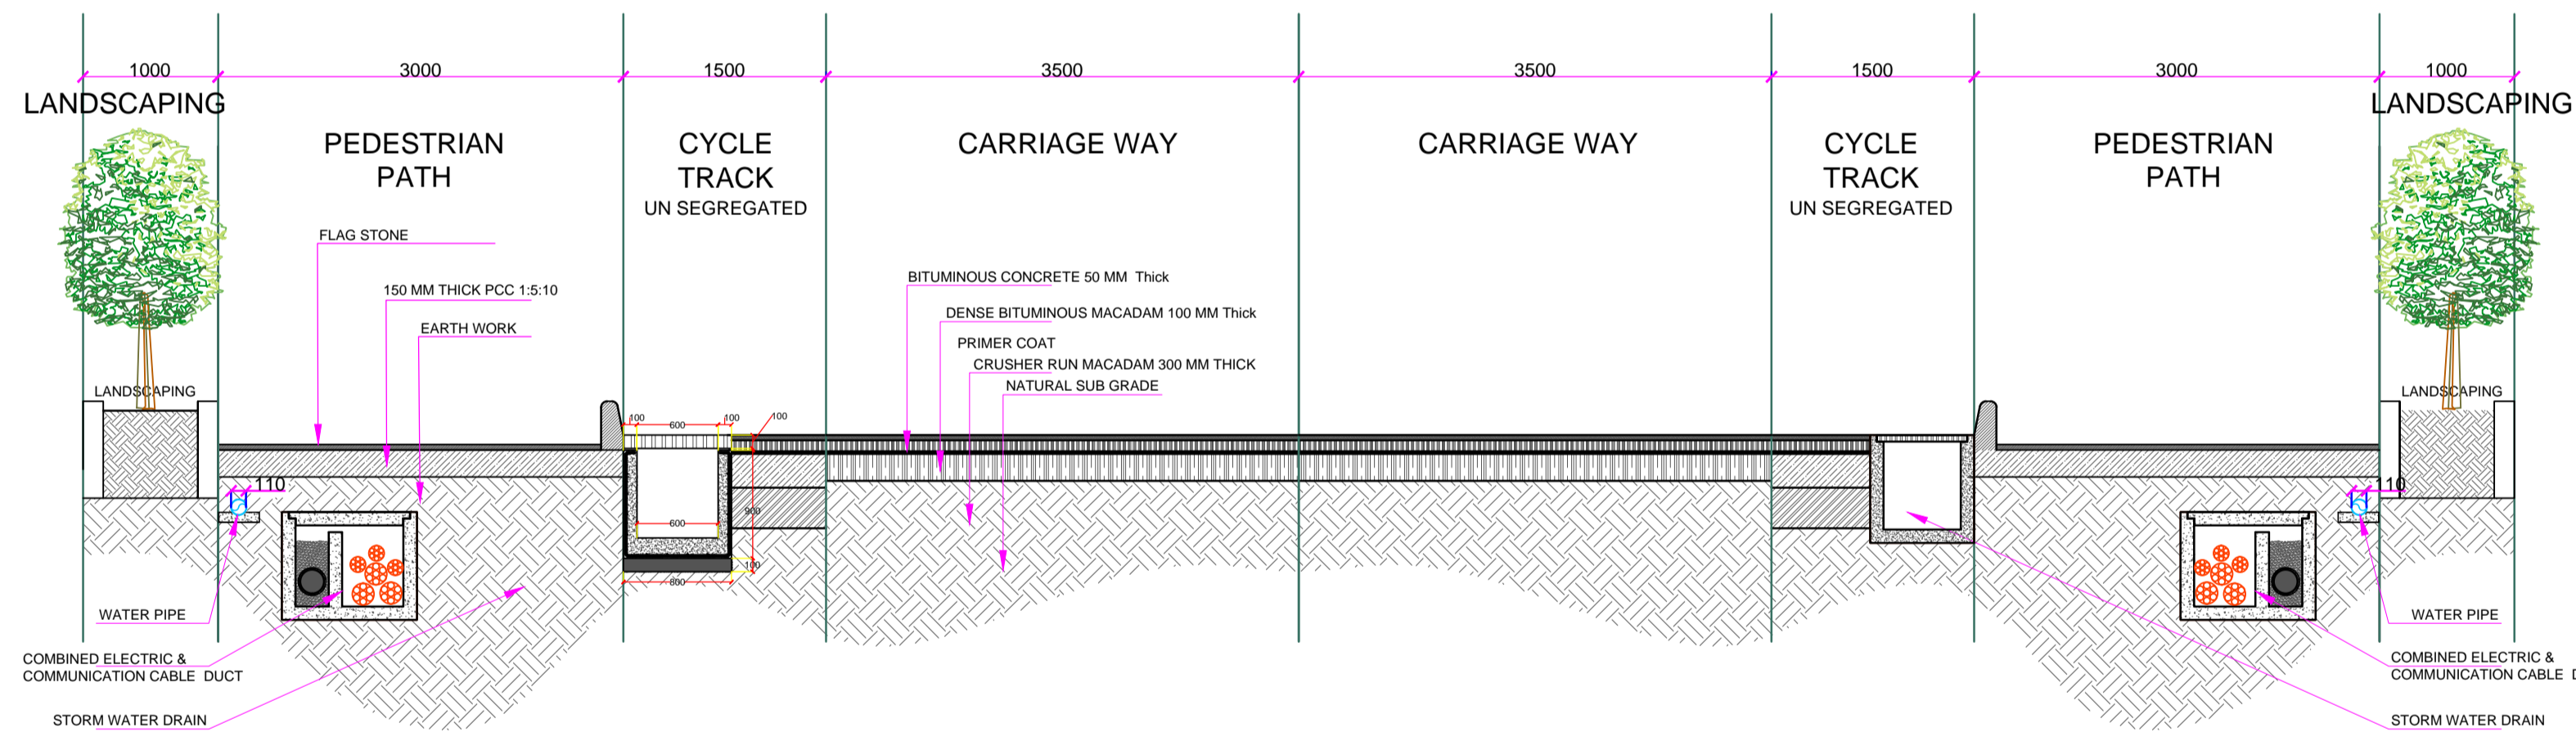 1000
3000
1500
3500
3500
1500
3000
1000
LANDSCAPING
LANDSCAPING
PEDESTRIAN
PATH
CYCLE
TRACK
UN SEGREGATED
CARRIAGE WAY
CARRIAGE WAY
CYCLE
TRACK
UN SEGREGATED
PEDESTRIAN
PATH
FLAG STONE
150 MM THICK PCC 1:5:10
EARTH WORK
BITUMINOUS CONCRETE 50 MM Thick
DENSE BITUMINOUS MACADAM 100 MM Thick
PRIMER COAT
CRUSHER RUN MACADAM 300 MM THICK
NATURAL SUB GRADE
LANDSCAPING
LANDSCAPING
100
600
100
100
600
900
100
800
110
110
WATER PIPE
COMBINED ELECTRIC &
COMMUNICATION CABLE DUCT
STORM WATER DRAIN
WATER PIPE
COMBINED ELECTRIC &
COMMUNICATION CABLE
STORM WATER DRAIN